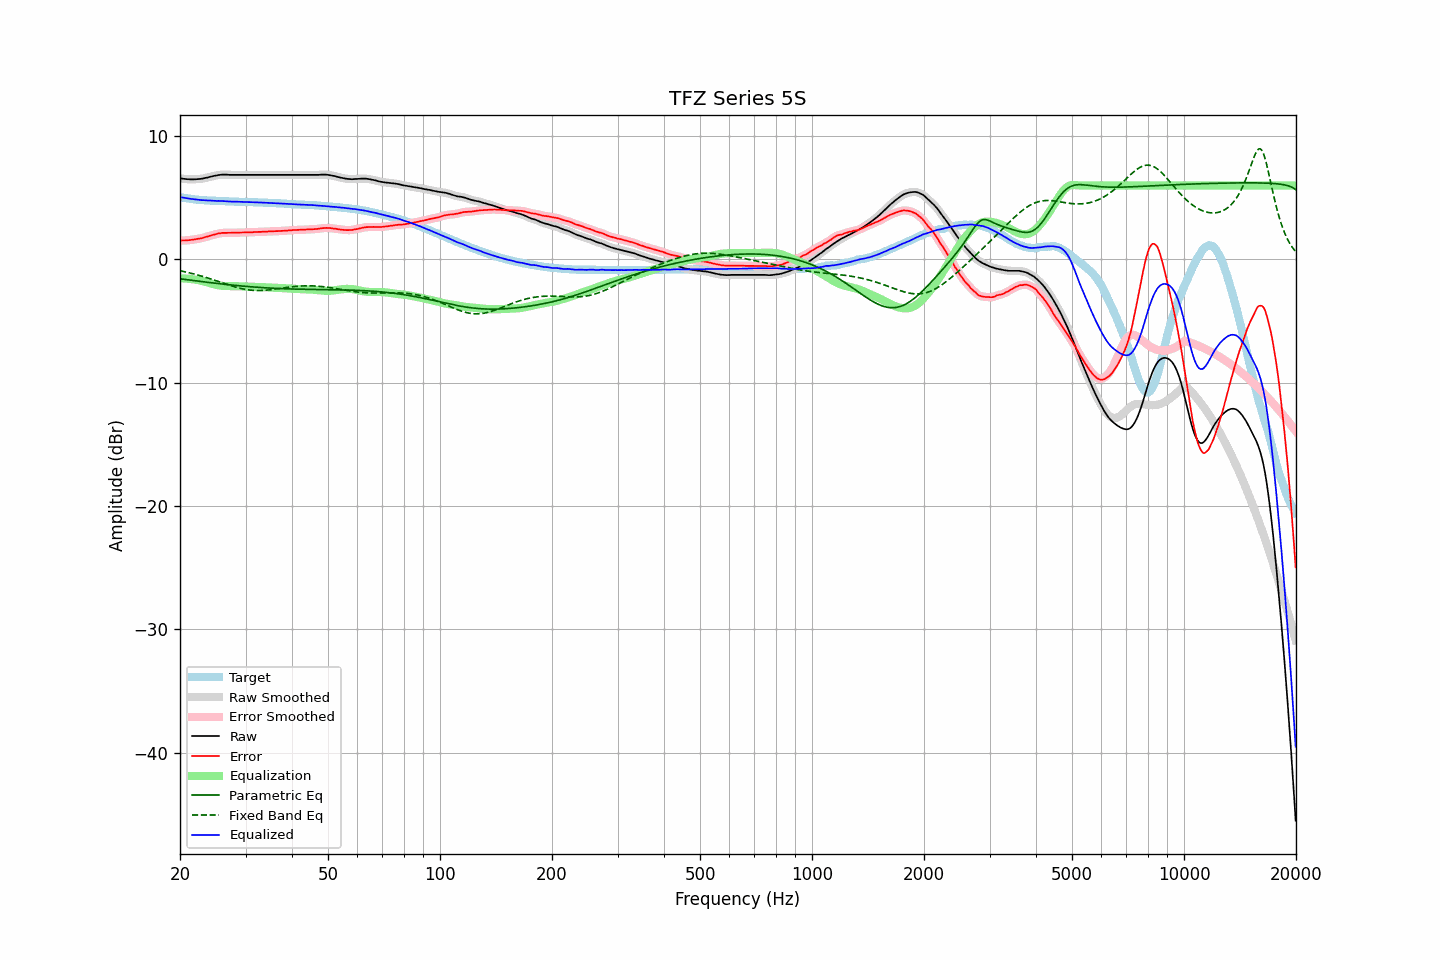 TFZ Series 5S
10
0
−10
−20
−30
−40
Amplitude (dBr)
Target
Raw Smoothed
Error Smoothed
Raw
Error
Equalization
Parametric Eq
Fixed Band Eq
Equalized
20 50 100 200 500 1000 2000 5000 10000 20000
Frequency (Hz)